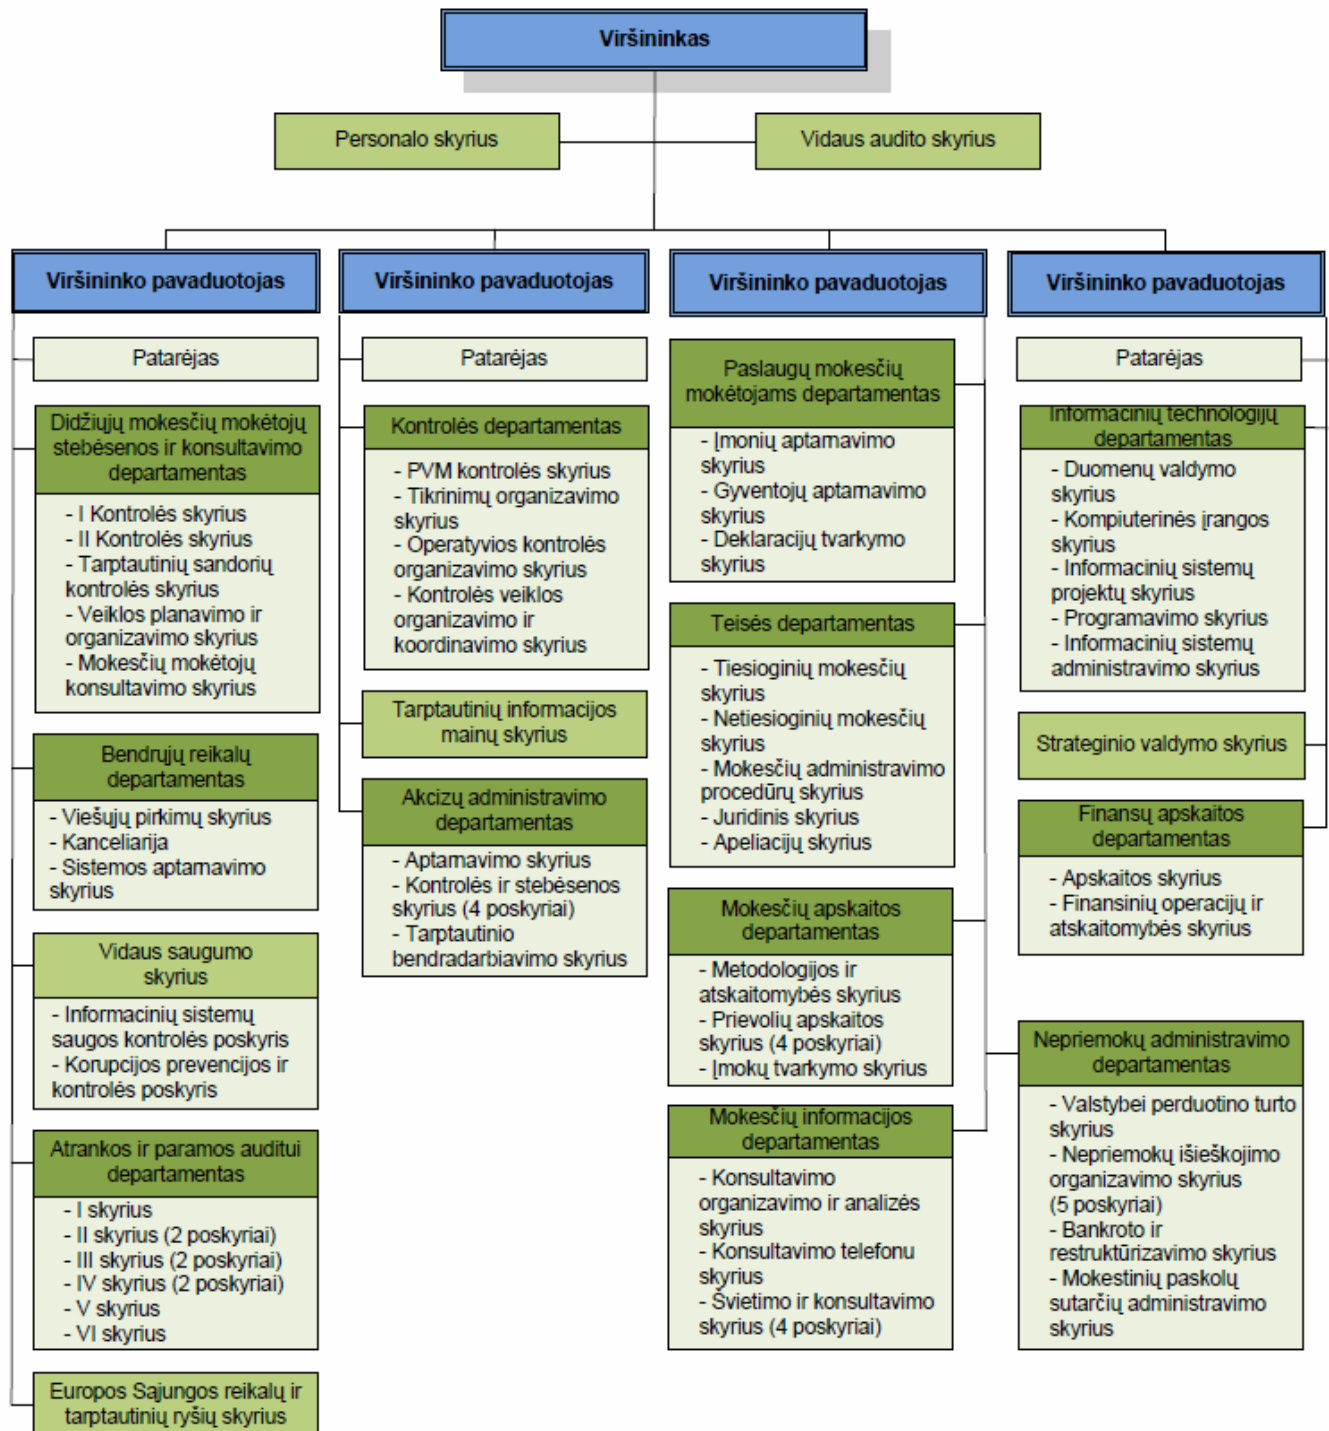 Viršininkas
Personalo skyrius
Vidaus audito skyrius
Viršininko pavaduotojas
Patarėjas
Didžiųjų mokesčių mokėtojų
stebėsenos ir konsultavimo
departamentas
- I Kontrolės skyrius
- II Kontrolės skyrius
- Tarptautinių sandorių
kontrolės skyrius
- Veiklos planavimo ir
organizavimo skyrius
- Mokesčių mokėtojų
konsultavimo skyrius
Bendrųjų reikalų
departamentas
- Viešųjų pirkimų skyrius
- Kanceliarija
- Sistemos aptarnavimo
skyrius
Vidaus saugumo
skyrius
- Informacinių sistemų
saugos kontrolės poskyris
- Korupcijos prevencijos ir
kontrolės poskyris
Atrankos ir paramos auditui
departamentas
- I skyrius
- II skyrius (2 poskyriai)
- III skyrius (2 poskyriai)
- IV skyrius (2 poskyriai)
- V skyrius
- VI skyrius
Europos Sąjungos reikalų ir
tarptautinių ryšių skyrius
Viršininko pavaduotojas
Patarėjas
Kontrolės departamentas
- PVM kontrolės skyrius
- Tikrinimų organizavimo
skyrius
- Operatyvios kontrolės
organizavimo skyrius
- Kontrolės veiklos
organizavimo ir
koordinavimo skyrius
Tarptautinių informacijos
mainų skyrius
Akcizų administravimo
departamentas
- Aptarnavimo skyrius
- Kontrolės ir stebėsenos
skyrius (4 poskyriai)
- Tarptautinio
bendradarbiavimo skyrius
Viršininko pavaduotojas
Paslaugų mokesčių
mokėtojams departamentas
- Įmonių aptarnavimo
skyrius
- Gyventojų aptarnavimo
skyrius
- Deklaracijų tvarkymo
skyrius
Teisės departamentas
- Tiesioginių mokesčių
skyrius
- Netiesioginių mokesčių
skyrius
- Mokesčių administravimo
procedūrų skyrius
- Juridinis skyrius
- Apeliacijų skyrius
Mokesčių apskaitos
departamentas
- Metodologijos ir
atskaitomybės skyrius
- Prievolių apskaitos
skyrius (4 poskyriai)
- Įmokų tvarkymo skyrius
Mokesčių informacijos
departamentas
- Konsultavimo
organizavimo ir analizės
skyrius
- Konsultavimo telefonu
skyrius
- Švietimo ir konsultavimo
skyrius (4 poskyriai)
Viršininko pavaduotojas
Patarėjas
Informacinių technologijų
departamentas
- Duomenų valdymo
skyrius
- Kompiuterinės įrangos
skyrius
- Informacinių sistemų
projektų skyrius
- Programavimo skyrius
- Informacinių sistemų
administravimo skyrius
Strateginio valdymo skyrius
Finansų apskaitos
departamentas
- Apskaitos skyrius
- Finansinių operacijų ir
atskaitomybės skyrius
Nepriemokų administravimo
departamentas
- Valstybei perduotino turto
skyrius
- Nepriemokų išieškojimo
organizavimo skyrius
(5 poskyriai)
- Bankroto ir
restruktūrizavimo skyrius
- Mokestinių paskolų
sutarčių administravimo
skyrius